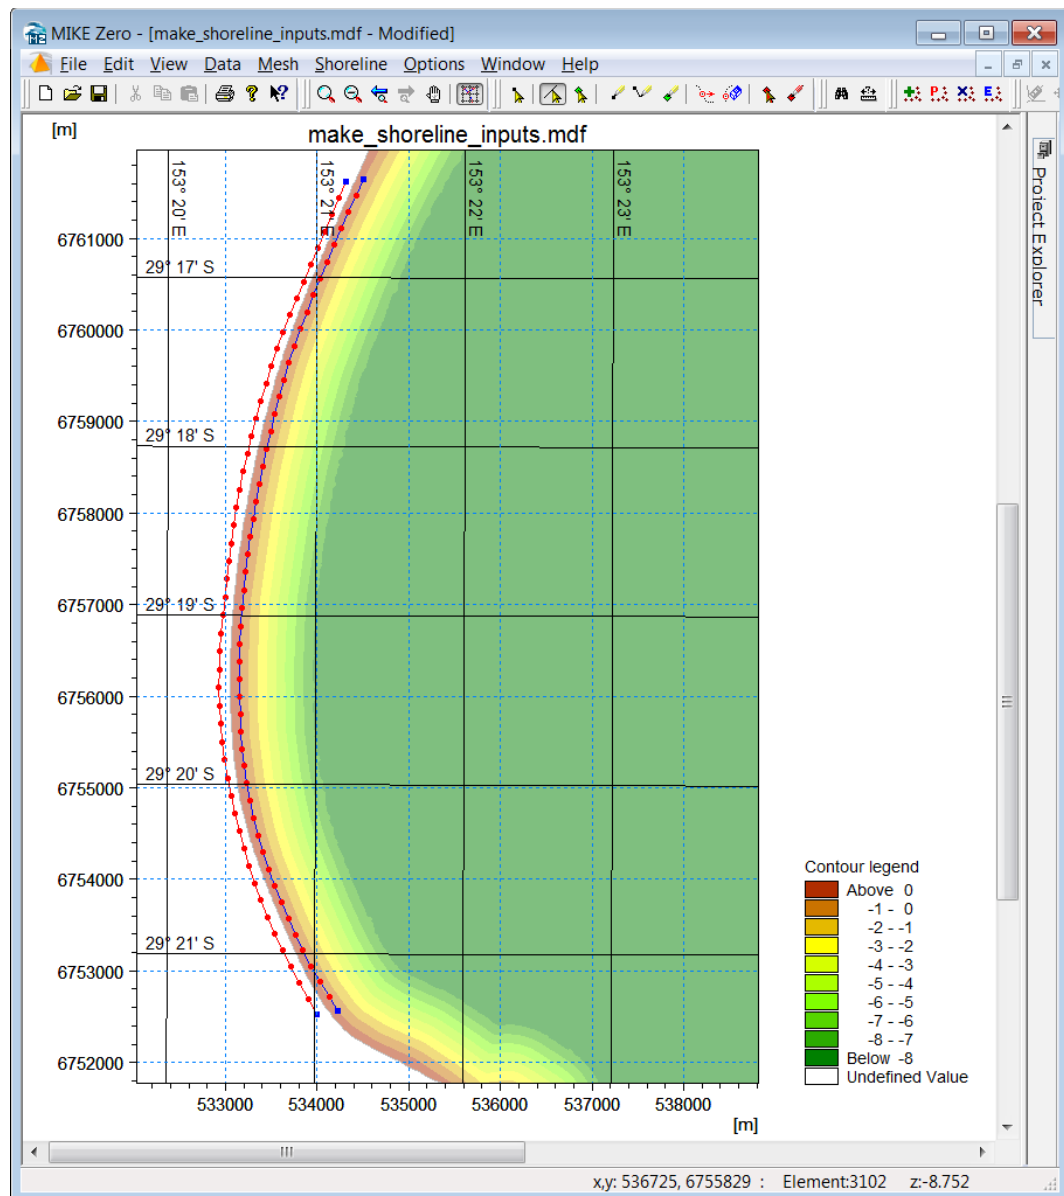 MIKE Zero - [make_shoreline_inputs.mdf - Modified]
File Edit View Data Mesh Shoreline Options Window Help
[m]
make_shoreline_inputs.mdf
153° 20' E
153° 21' E
153° 22' E
153° 23' E
Project Explorer
6761000
29° 17' S
6760000
6759000
29° 18' S
6758000
6757000
29° 19' S
6756000
29° 20' S
6755000
6754000
29° 21' S
6753000
6752000
533000 534000 535000 536000 537000 538000
[m]
Contour legend
Above 0
-1 - 0
-2 - -1
-3 - -2
-4 - -3
-5 - -4
-6 - -5
-7 - -6
-8 - -7
Below -8
Undefined Value
x,y: 536725, 6755829 : Element:3102 z:-8.752